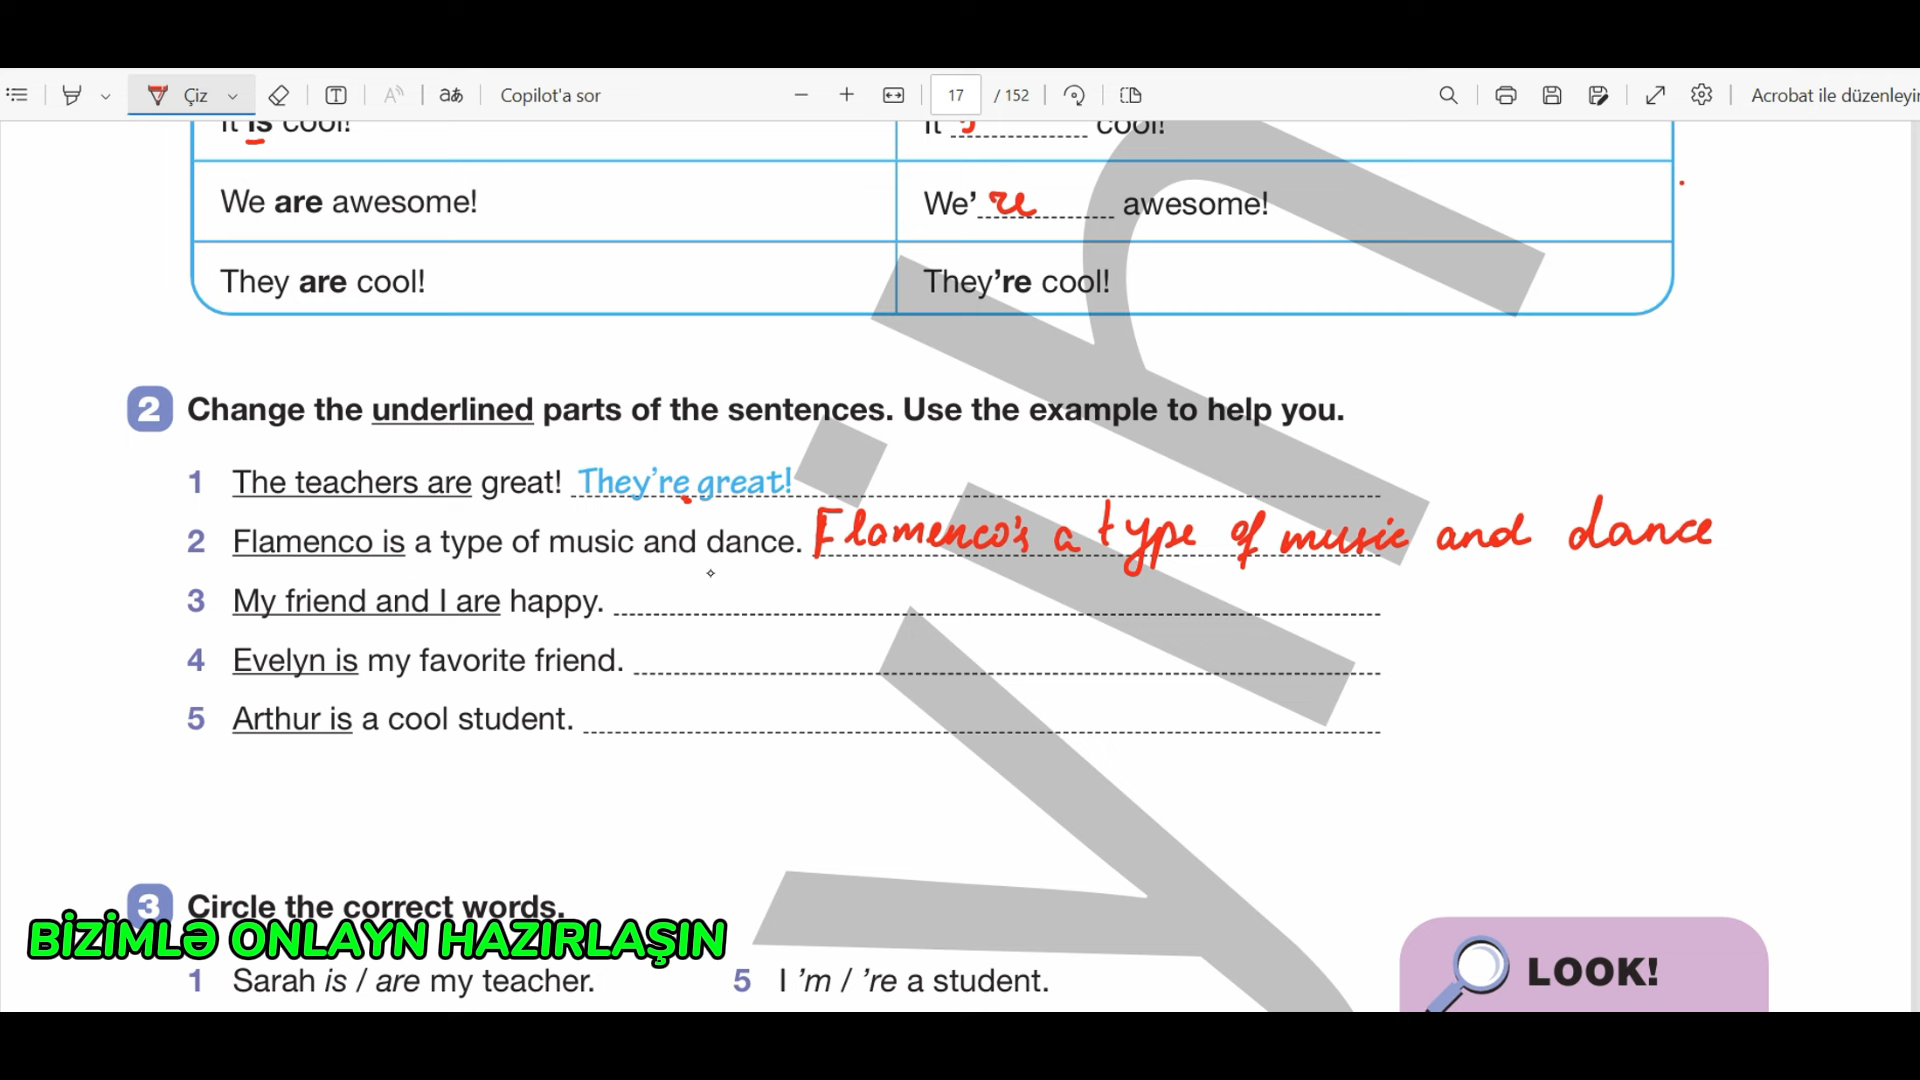 Çiz
Copilot'a sor
17 / 152
Acrobat ile düzenleyin
It is cool!
It 's cool!
We are awesome!
We' re awesome!
They are cool!
They're cool!
2 Change the underlined parts of the sentences. Use the example to help you.
1 The teachers are great! They're great!
2 Flamenco is a type of music and dance. Flamenco's a type of music and dance
3 My friend and I are happy.
4 Evelyn is my favorite friend.
5 Arthur is a cool student.
3 Circle the correct words.
BİZİMLƏ ONLAYN HAZIRLAŞIN
1 Sarah is / are my teacher.
5 I 'm / 're a student.
LOOK!